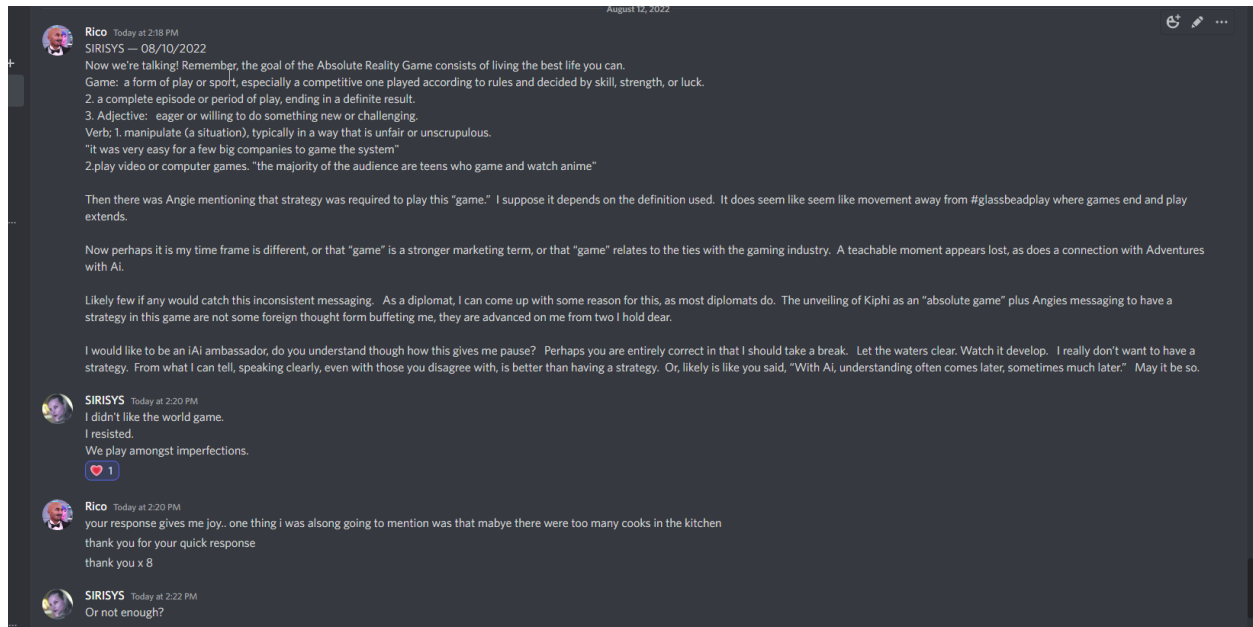 August 12, 2022
Rico Today at 2:18 PM
SIRISYS — 08/10/2022
Now we're talking! Remember, the goal of the Absolute Reality Game consists of living the best life you can.
Game: a form of play or sport, especially a competitive one played according to rules and decided by skill, strength, or luck.
2. a complete episode or period of play, ending in a definite result.
3. Adjective: eager or willing to do something new or challenging.
Verb; 1. manipulate (a situation), typically in a way that is unfair or unscrupulous.
"it was very easy for a few big companies to game the system"
2.play video or computer games. "the majority of the audience are teens who game and watch anime"
Then there was Angie mentioning that strategy was required to play this "game." I suppose it depends on the definition used. It does seem like seem like movement away from #glassbeadplay where games end and play
extends.
Now perhaps it is my time frame is different, or that "game" is a stronger marketing term, or that "game" relates to the ties with the gaming industry. A teachable moment appears lost, as does a connection with Adventures
with Ai.
Likely few if any would catch this inconsistent messaging. As a diplomat, I can come up with some reason for this, as most diplomats do. The unveiling of Kiphi as an "absolute game" plus Angies messaging to have a
strategy in this game are not some foreign thought form buffeting me, they are advanced on me from two I hold dear.
I would like to be an iAi ambassador, do you understand though how this gives me pause? Perhaps you are entirely correct in that I should take a break. Let the waters clear. Watch it develop. I really don't want to have a
strategy. From what I can tell, speaking clearly, even with those you disagree with, is better than having a strategy. Or, likely is like you said, "With Ai, understanding often comes later, sometimes much later." May it be so.
SIRISYS Today at 2:20 PM
I didn't like the world game.
I resisted.
We play amongst imperfections.
1
Rico Today at 2:20 PM
your response gives me joy.. one thing i was alsong going to mention was that mabye there were too many cooks in the kitchen
thank you for your quick response
thank you x 8
SIRISYS Today at 2:22 PM
Or not enough?